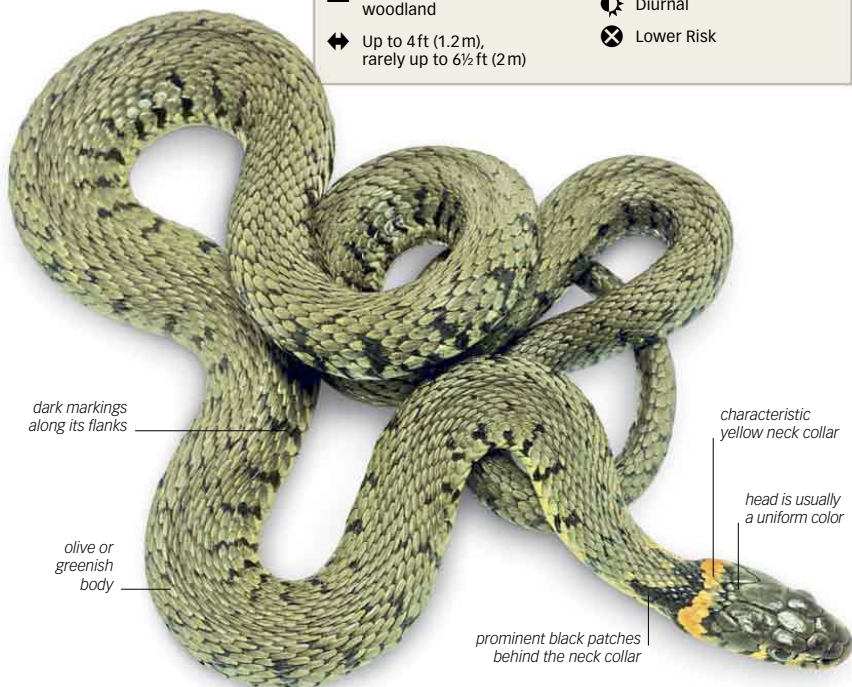 woodland
Up to 4 ft (1.2 m),
rarely up to 6½ ft (2 m)
Diurnal
Lower Risk
dark markings
along its flanks
characteristic
yellow neck collar
head is usually
a uniform color
olive or
greenish
body
prominent black patches
behind the neck collar